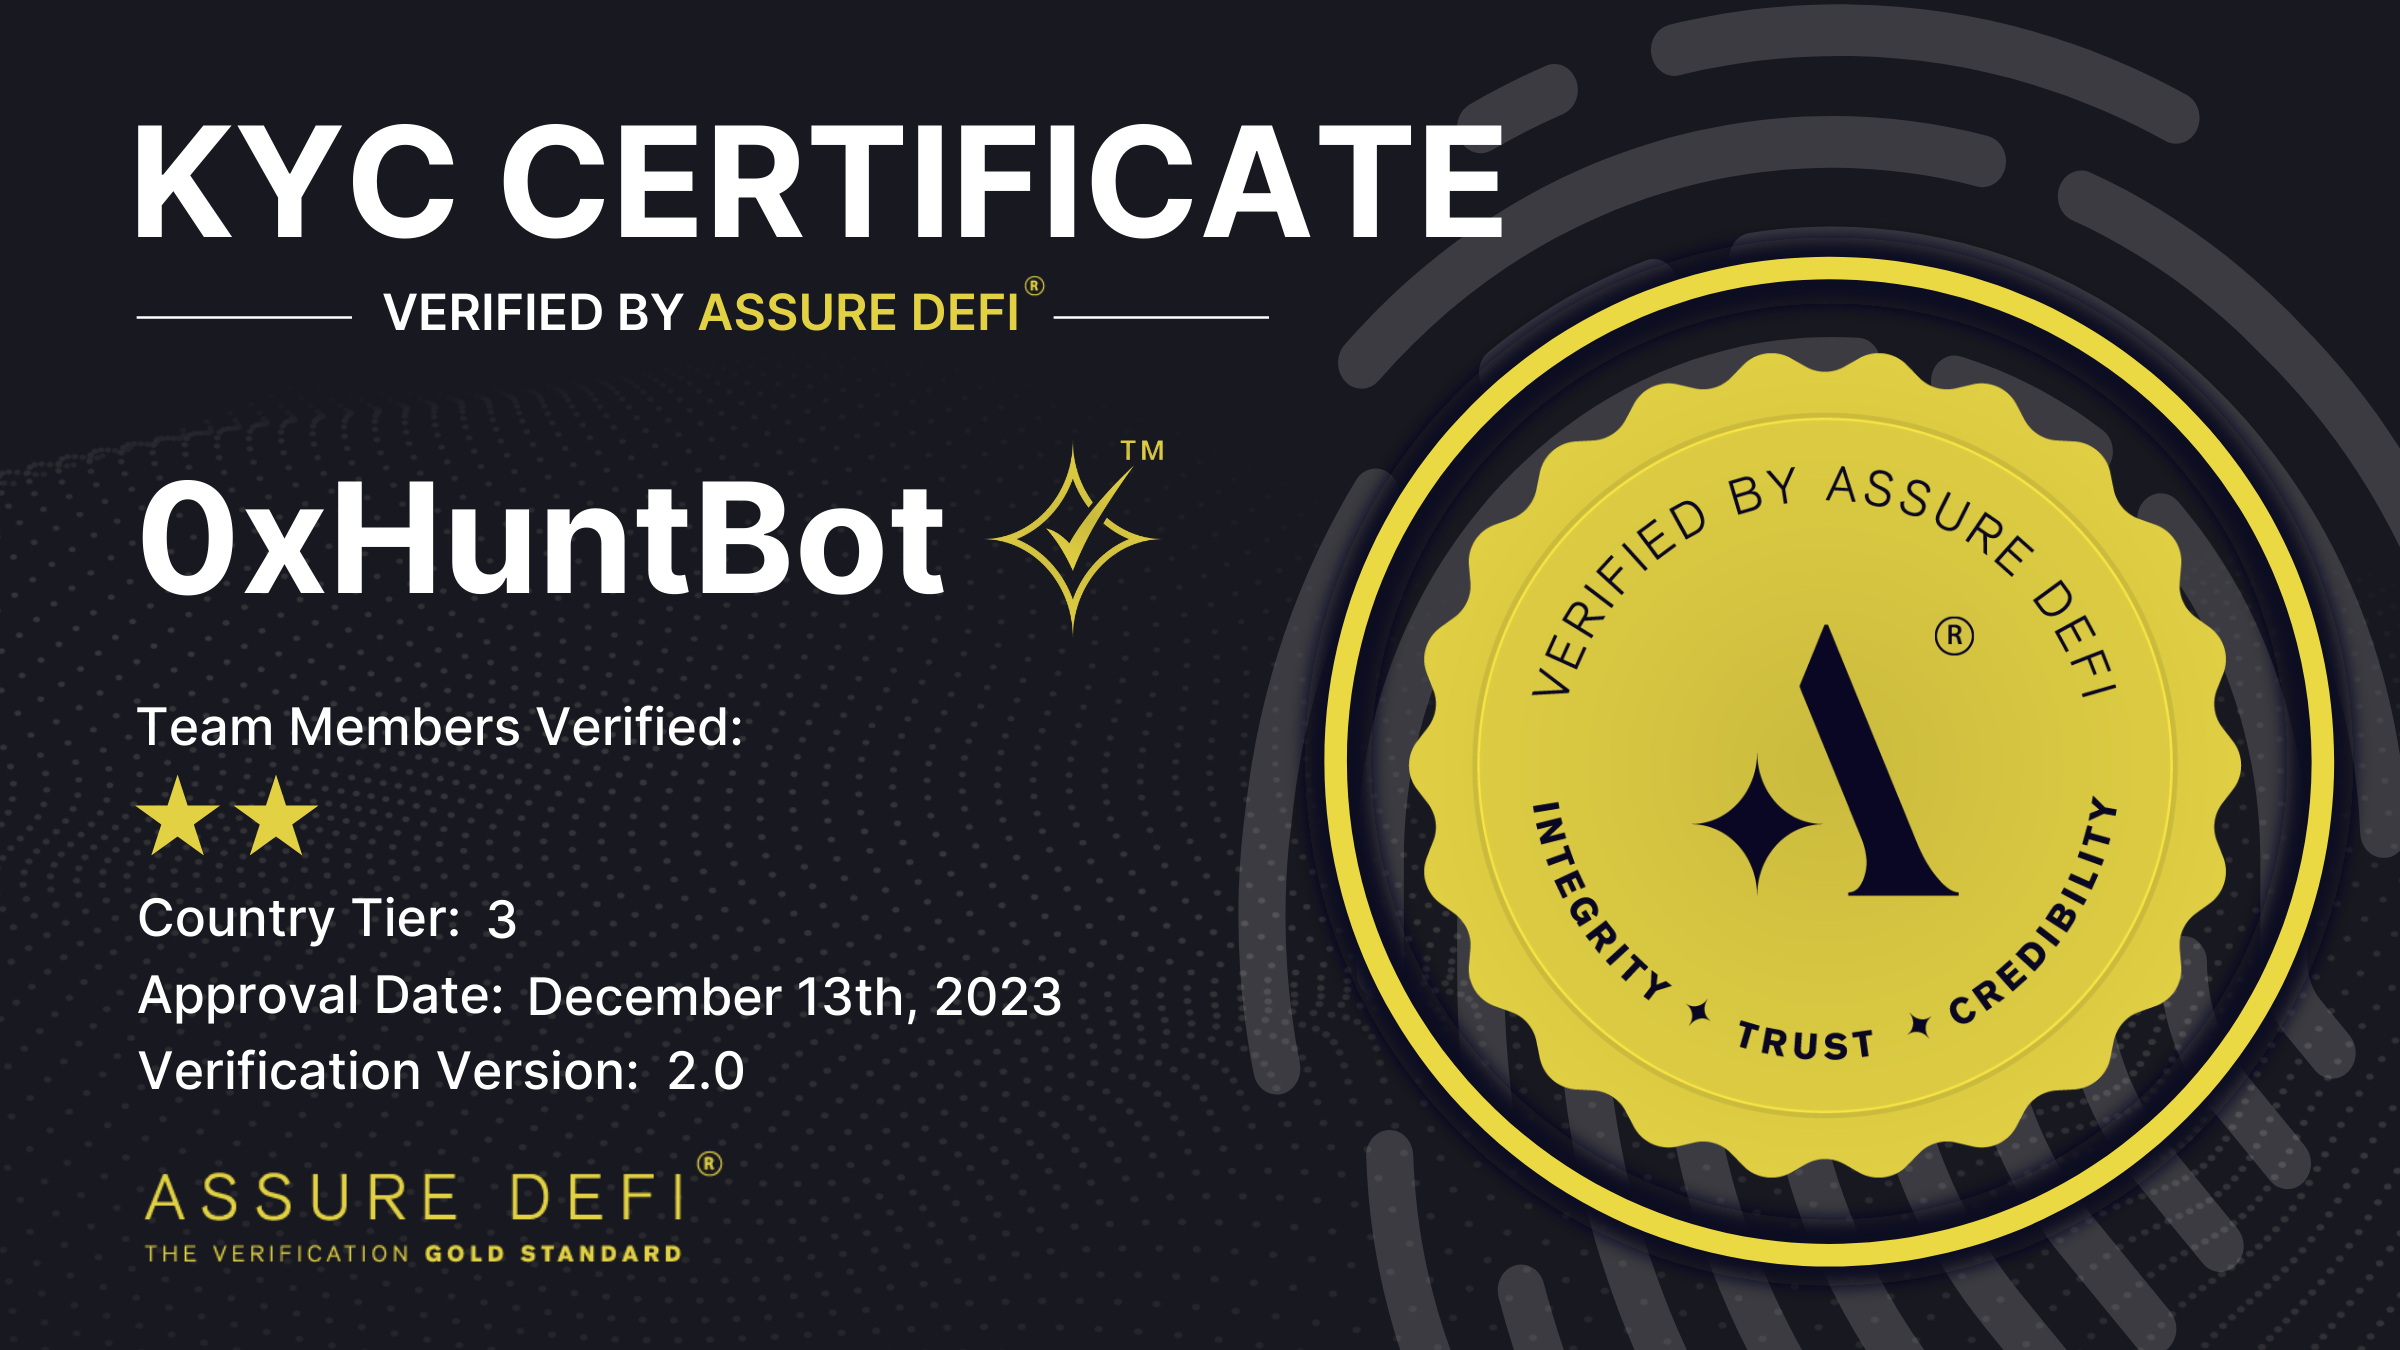 KYC CERTIFICATE
VERIFIED BY ASSURE DEFI®
0xHuntBot ™
Team Members Verified:
Country Tier: 3
Approval Date: December 13th, 2023
Verification Version: 2.0
ASSURE DEFI®
THE VERIFICATION GOLD STANDARD
VERIFIED BY ASSURE DEFI
®
INTEGRITY ✦ TRUST ✦ CREDIBILITY